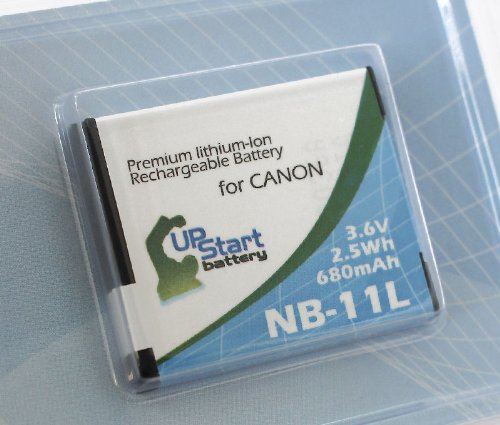 Premium lithium-Ion
Rechargeable Battery
for CANON
UPStart
battery
3.6V
2.5Wh
680mAh
NB-11L